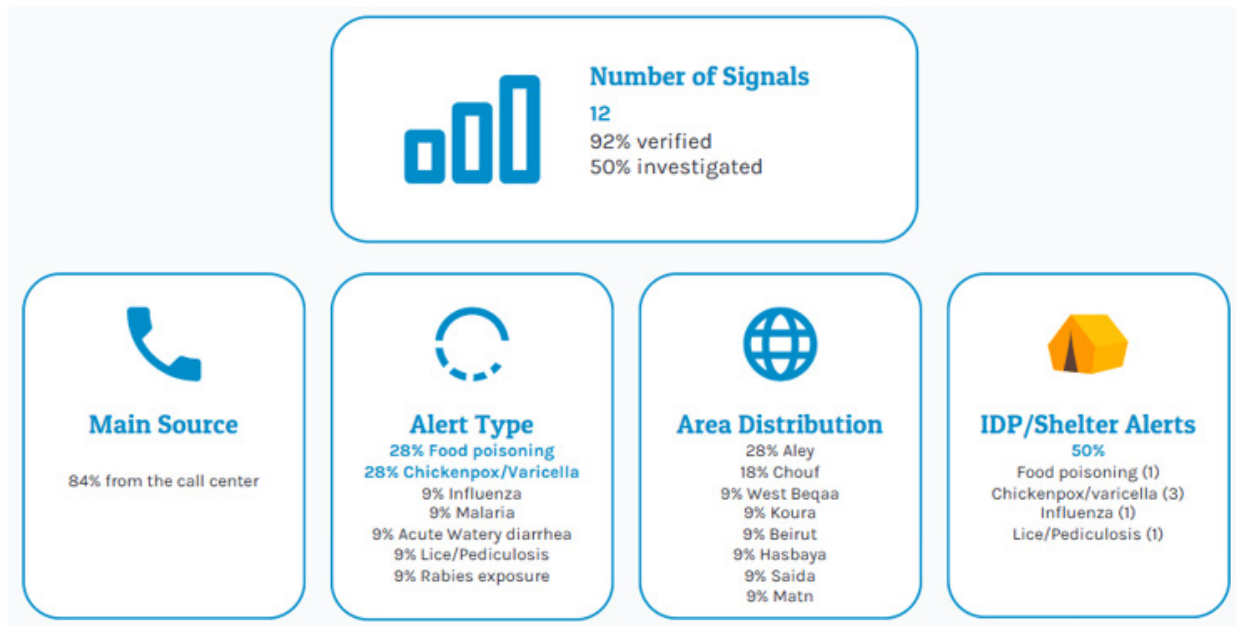 Number of Signals
12
92% verified
50% investigated
Main Source
84% from the call center
Alert Type
28% Food poisoning
28% Chickenpox/Varicella
9% Influenza
9% Malaria
9% Acute Watery diarrhea
9% Lice/Pediculosis
9% Rabies exposure
Area Distribution
28% Aley
18% Chouf
9% West Beqaa
9% Koura
9% Beirut
9% Hasbaya
9% Saida
9% Matn
IDP/Shelter Alerts
50%
Food poisoning (1)
Chickenpox/varicella (3)
Influenza (1)
Lice/Pediculosis (1)